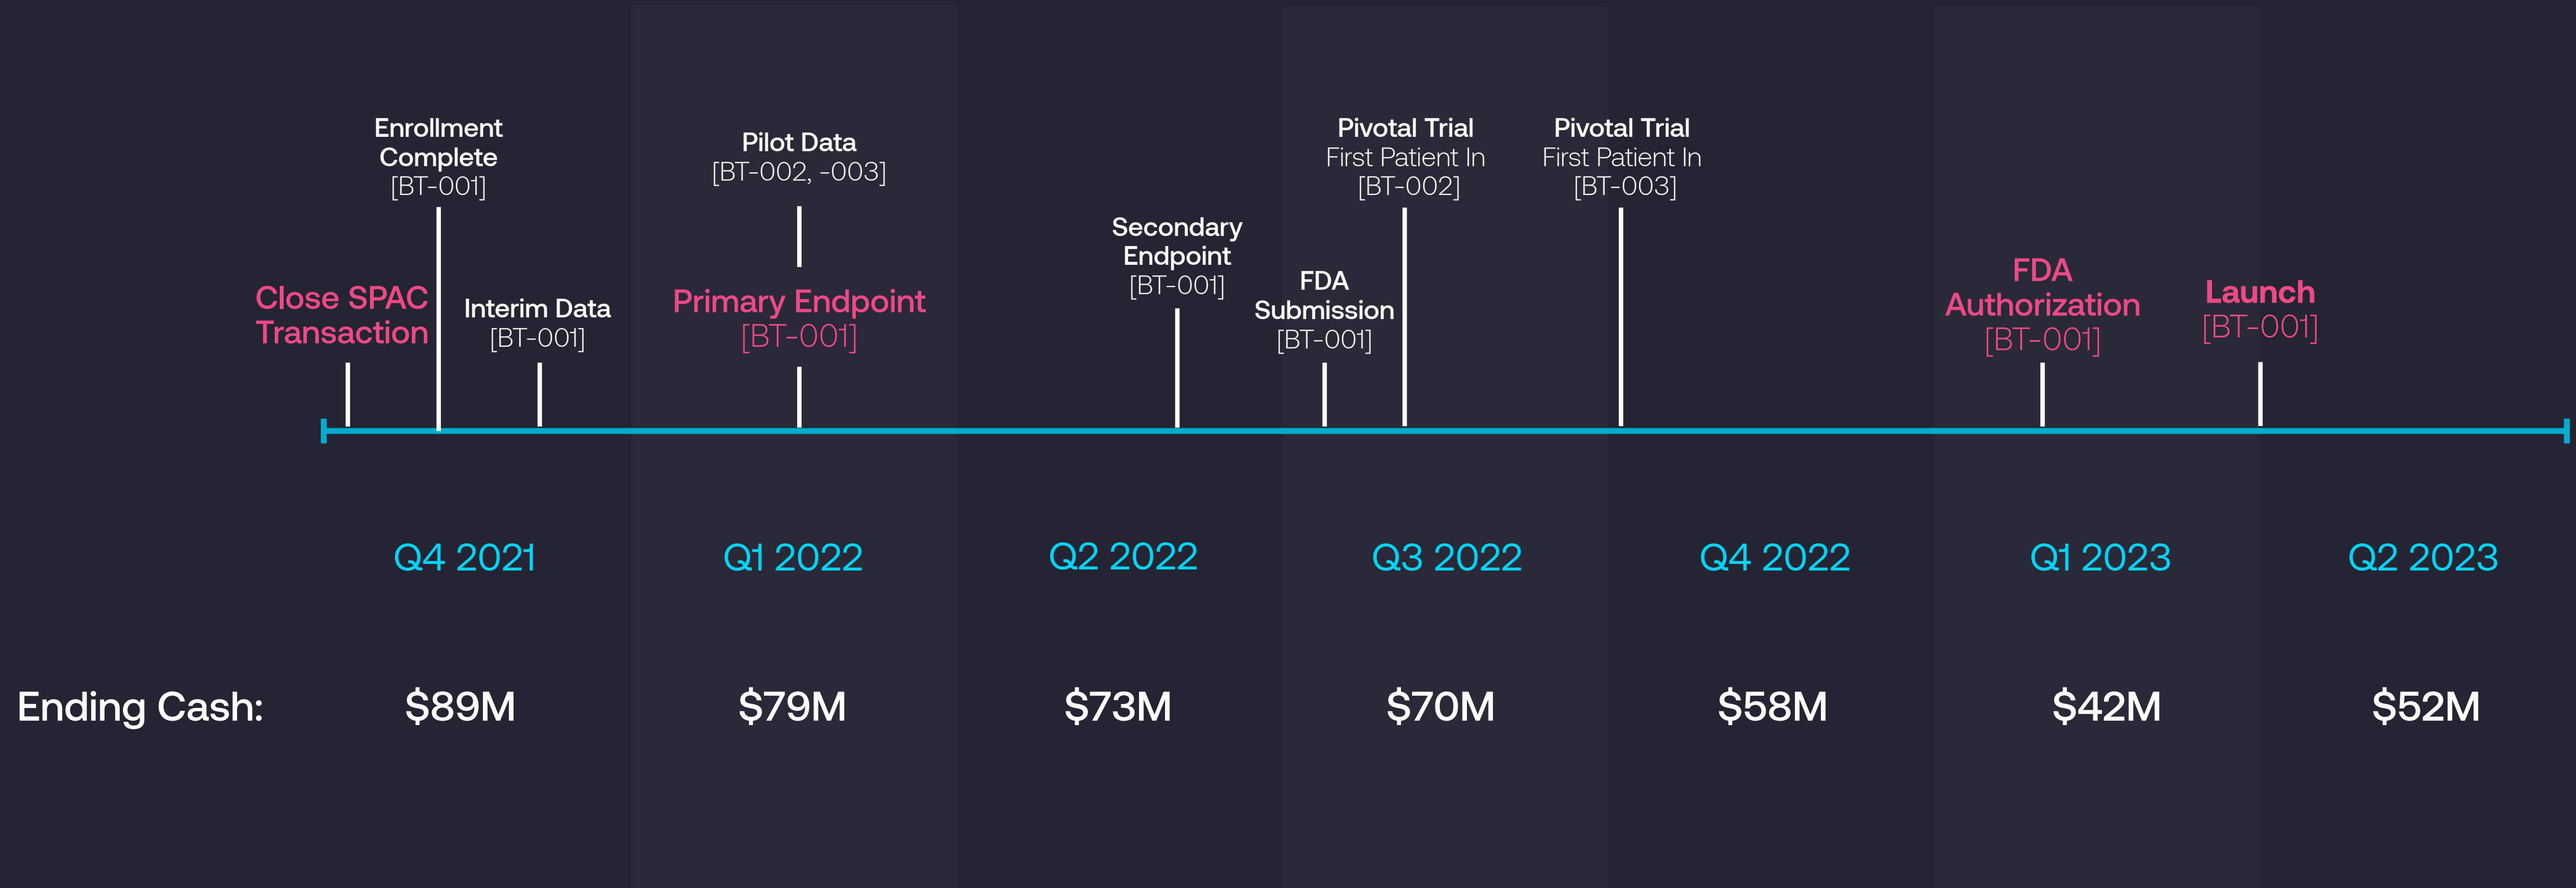 Enrollment
Complete
[BT-001]
Close SPAC
Transaction
Interim Data
[BT-001]
Pilot Data
[BT-002, -003]
Primary Endpoint
[BT-001]
Secondary
Endpoint
[BT-001]
FDA
Submission
[BT-001]
Pivotal Trial
First Patient In
[BT-002]
Pivotal Trial
First Patient In
[BT-003]
FDA
Authorization
[BT-001]
Launch
[BT-001]
Q4 2021 Q1 2022 Q2 2022 Q3 2022 Q4 2022 Q1 2023 Q2 2023
Ending Cash: $89M $79M $73M $70M $58M $42M $52M